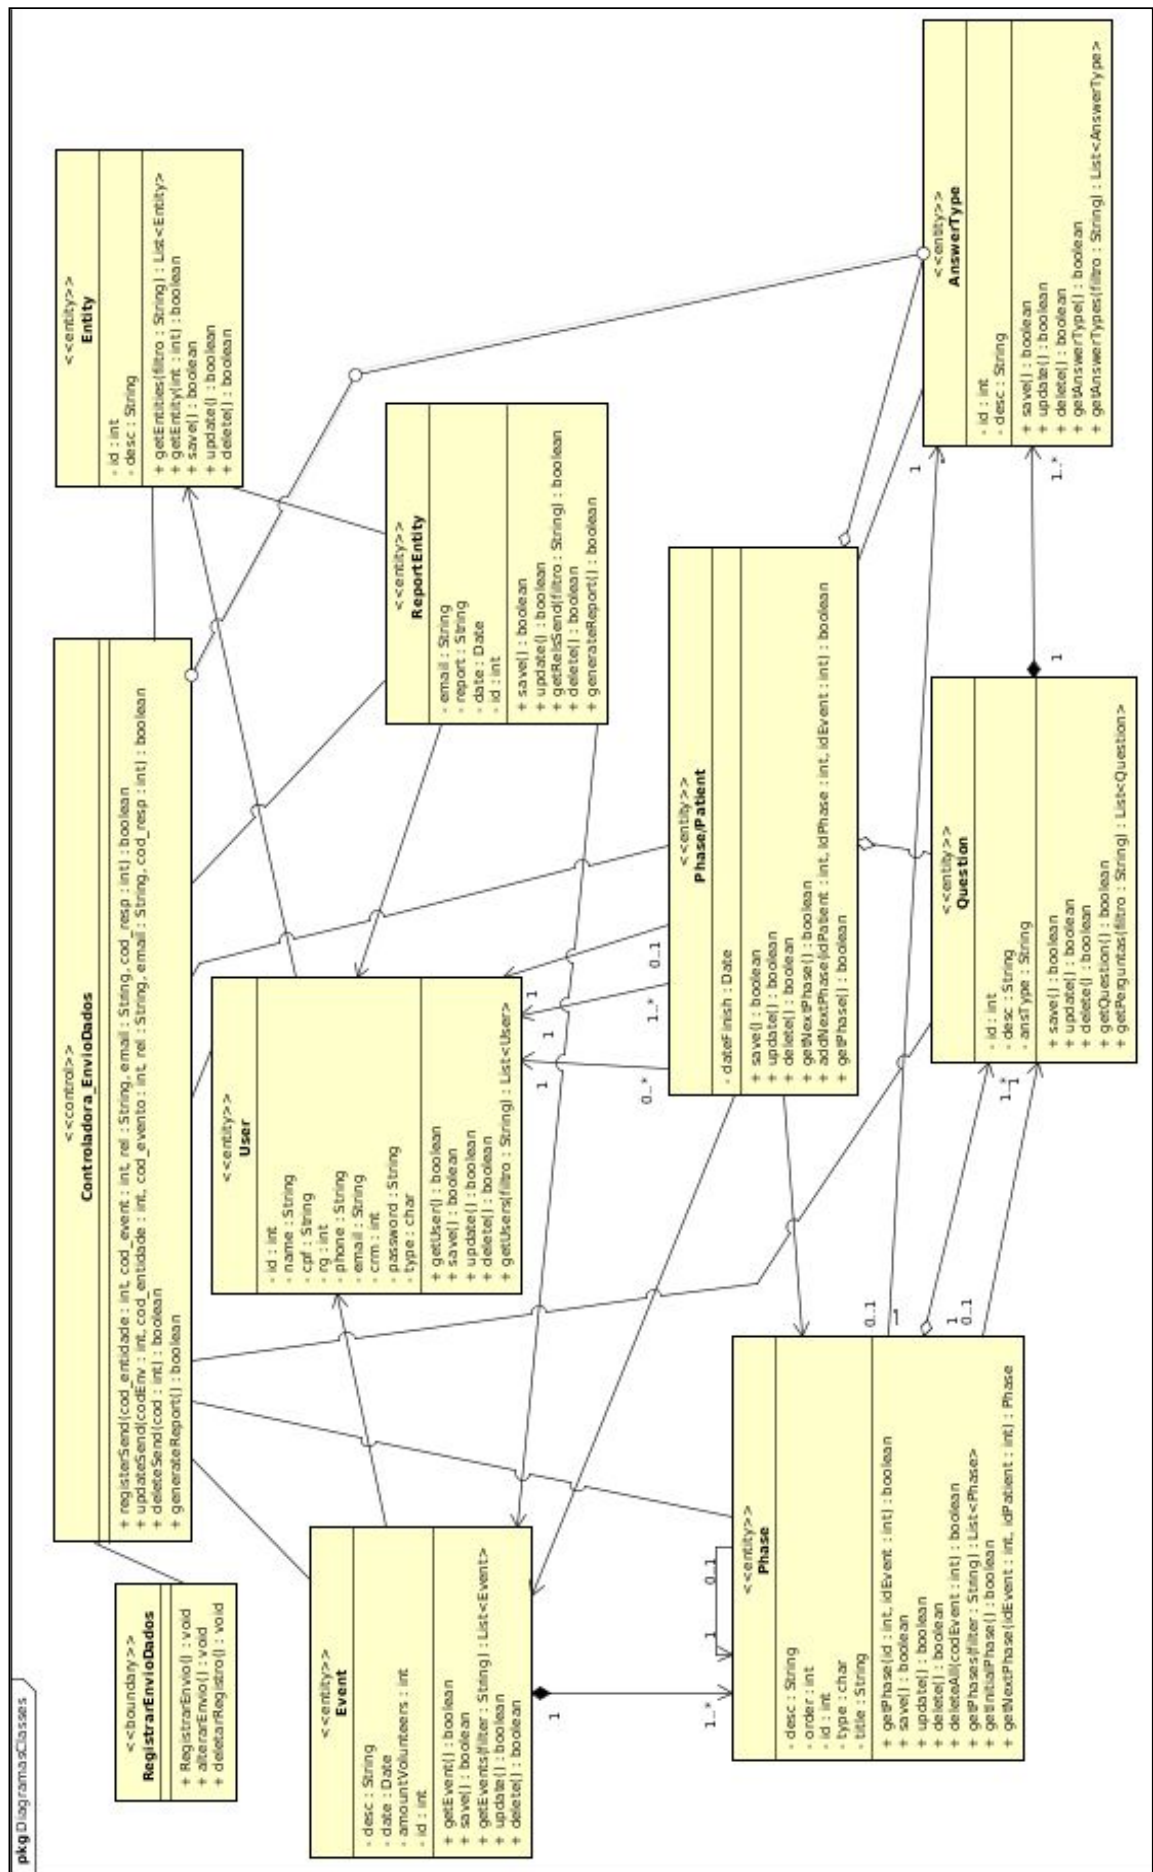 pkg DiagramasClasses
<<boundary>>
RegistrarEnvioDados
+ RegistrarEnvio() : void
+ alterarEnvio() : void
+ deletarRegistro() : void
<<control>>
Controladora_EnvioDados
+ registerSend(cod_entidade : int, cod_event : int, rel : String, email : String, cod_resp : int) : boolean
+ updateSend(codEnv : int, cod_entidade : int, cod_evento : int, rel : String, email : String, cod_resp : int) : boolean
+ deleteSend(cod : int) : boolean
+ generateReport() : boolean
<<entity>>
Entity
- id : int
- desc : String
+ getEntities(filtro : String) : List<Entity>
+ getEntity(int : int) : boolean
+ save() : boolean
+ update() : boolean
+ delete() : boolean
<<entity>>
User
- id : int
- name : String
- cpf : String
- rg : int
- phone : String
- email : String
- crm : int
- password : String
- type : char
+ getUser() : boolean
+ save() : boolean
+ update() : boolean
+ delete() : boolean
+ getUsers(filtro : String) : List<User>
<<entity>>
ReportEntity
- email : String
- report : String
- date : Date
- id : int
+ save() : boolean
+ update() : boolean
+ getRelsSend(filtro : String) : boolean
+ delete() : boolean
+ generateReport() : boolean
<<entity>>
Event
- desc : String
- date : Date
- amountVolunteers : int
- id : int
+ getEvent() : boolean
+ save() : boolean
+ getEvents(filter : String) : List<Event>
+ update() : boolean
+ delete() : boolean
1
1..*
1
1
1
0..*
1..*
0..1
<<entity>>
Phase/Patient
- dateFinish : Date
+ save() : boolean
+ update() : boolean
+ delete() : boolean
+ getNextPhase() : boolean
+ addNextPhase(idPatient : int, idPhase : int, idEvent : int) : boolean
+ getPhase() : boolean
1
0..1
<<entity>>
Phase
- desc : String
- order : int
- id : int
- type : char
- title : String
+ getPhase(id : int, idEvent : int) : boolean
+ save() : boolean
+ update() : boolean
+ delete() : boolean
+ deleteAll(codEvent : int) : boolean
+ getPhases(filter : String) : List<Phase>
+ getInitialPhase() : boolean
+ getNextPhase(idEvent : int, idPatient : int) : Phase
0..1
1
0..1
1..*
1
<<entity>>
Question
- id : int
- desc : String
- ansType : String
+ save() : boolean
+ update() : boolean
+ delete() : boolean
+ getQuestion() : boolean
+ getPerguntas(filtro : String) : List<Question>
1
1..*
1
<<entity>>
AnswerType
- id : int
- desc : String
+ save() : boolean
+ update() : boolean
+ delete() : boolean
+ getAnswerType() : boolean
+ getAnswerTypes(filtro : String) : List<AnswerType>